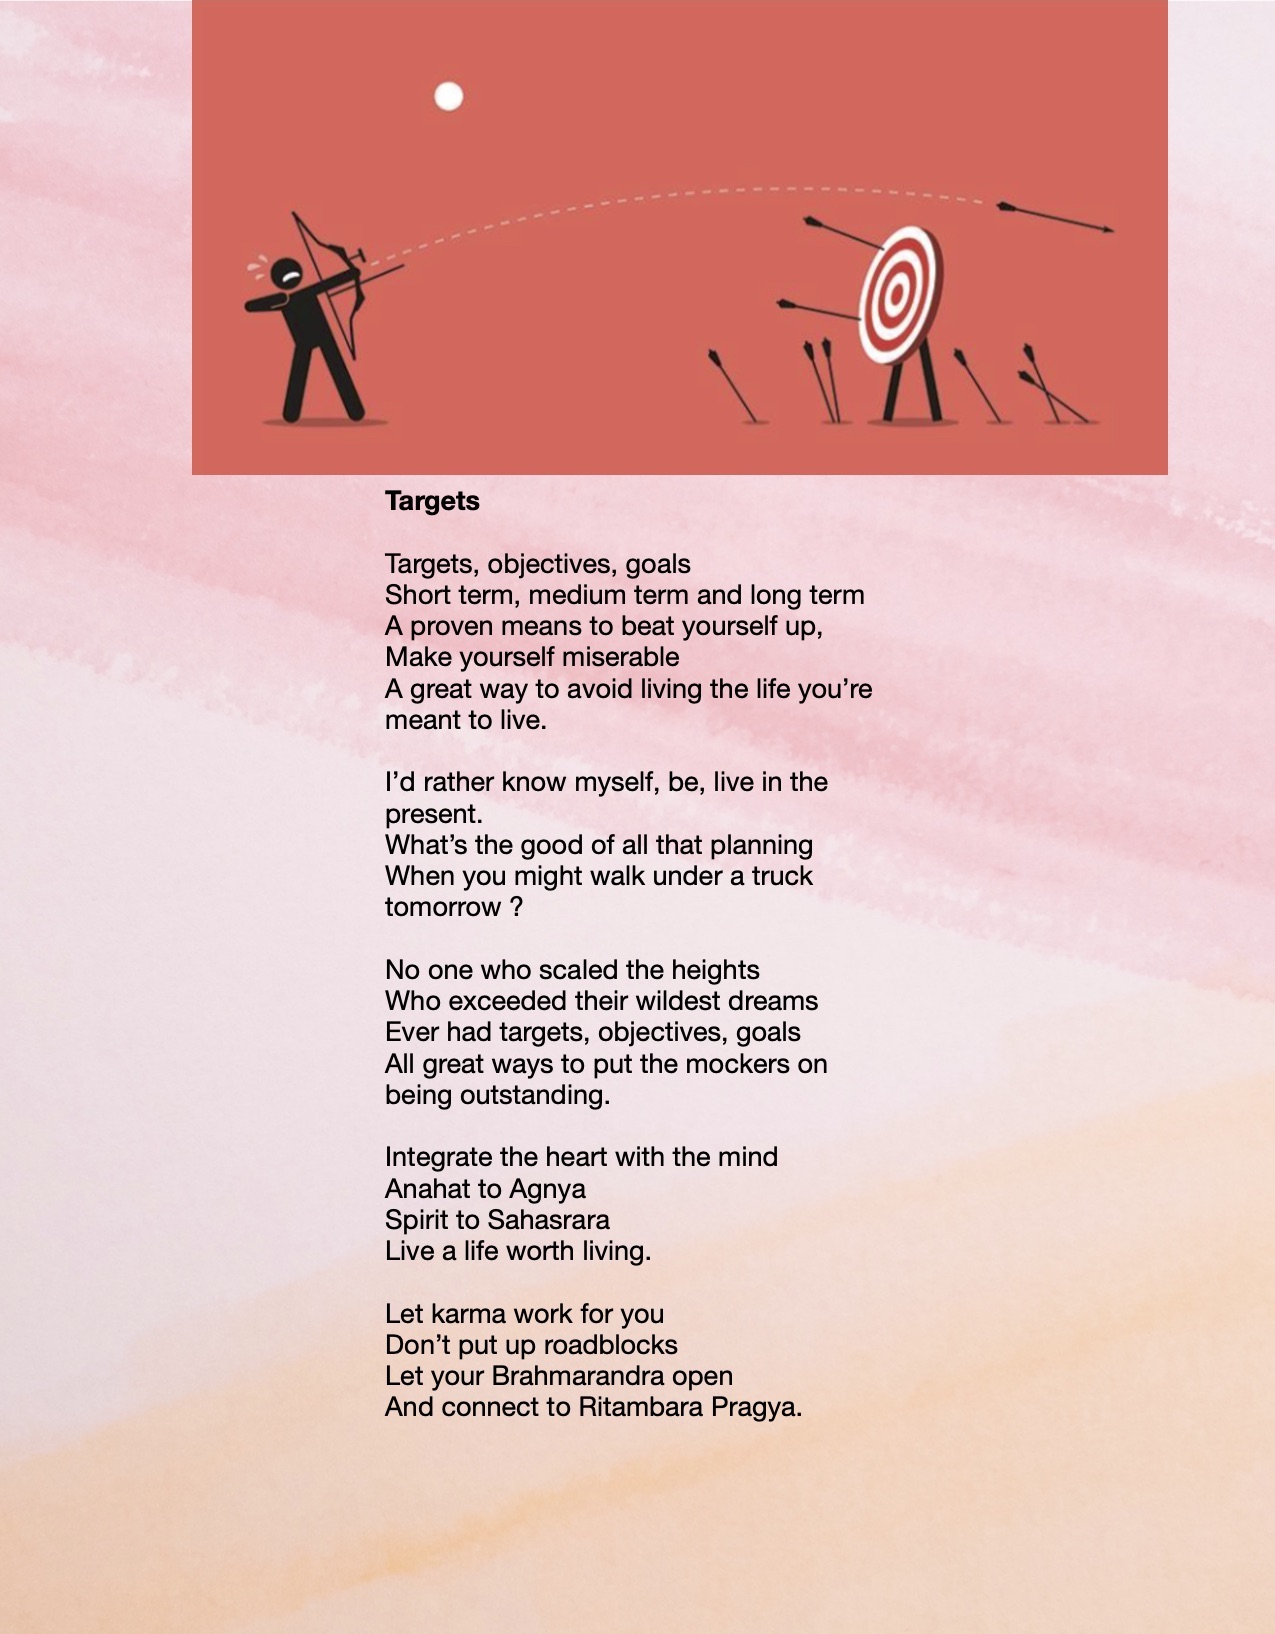 Targets
Targets, objectives, goals
Short term, medium term and long term
A proven means to beat yourself up,
Make yourself miserable
A great way to avoid living the life you’re
meant to live.
I’d rather know myself, be, live in the
present.
What’s the good of all that planning
When you might walk under a truck
tomorrow ?
No one who scaled the heights
Who exceeded their wildest dreams
Ever had targets, objectives, goals
All great ways to put the mockers on
being outstanding.
Integrate the heart with the mind
Anahat to Agnya
Spirit to Sahasrara
Live a life worth living.
Let karma work for you
Don’t put up roadblocks
Let your Brahmarandra open
And connect to Ritambara Pragya.